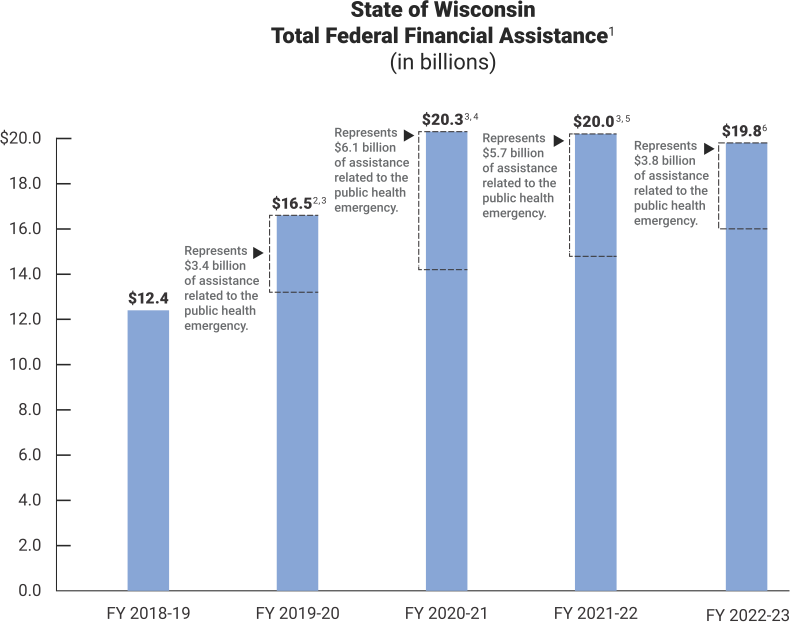 State of Wisconsin
Total Federal Financial Assistance1
(in billions)
$20.0
18.0
16.0
14.0
12.0
10.0
8.0
6.0
4.0
2.0
0.0
$12.4
$16.52,3
Represents
$3.4 billion
of assistance
related to the
public health
emergency.
$20.33,4
Represents
$6.1 billion
of assistance
related to the
public health
emergency.
$20.03,5
Represents
$5.7 billion
of assistance
related to the
public health
emergency.
$19.86
Represents
$3.8 billion
of assistance
related to the
public health
emergency.
FY 2018-19
FY 2019-20
FY 2020-21
FY 2021-22
FY 2022-23